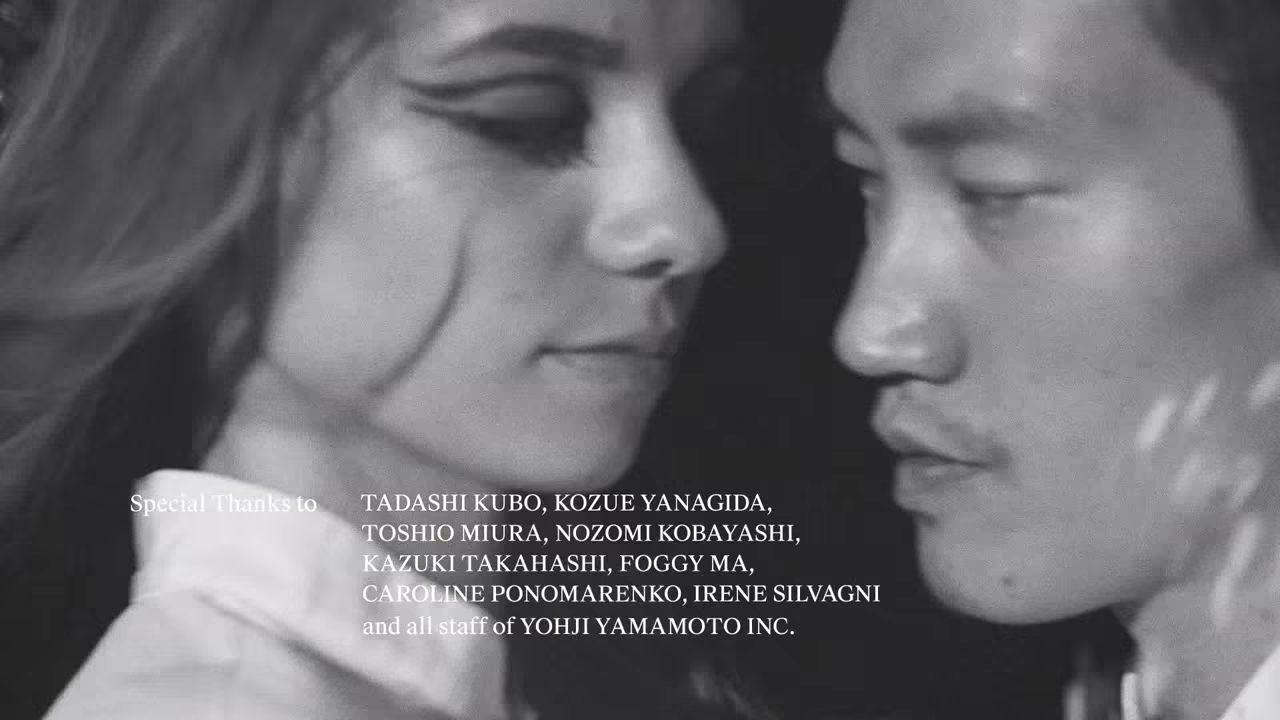 Special Thanks to TADASHI KUBO, KOZUE YANAGIDA,
TOSHIO MIURA, NOZOMI KOBAYASHI,
KAZUKI TAKAHASHI, FOGGY MA,
CAROLINE PONOMARENKO, IRENE SILVAGNI
and all staff of YOHJI YAMAMOTO INC.